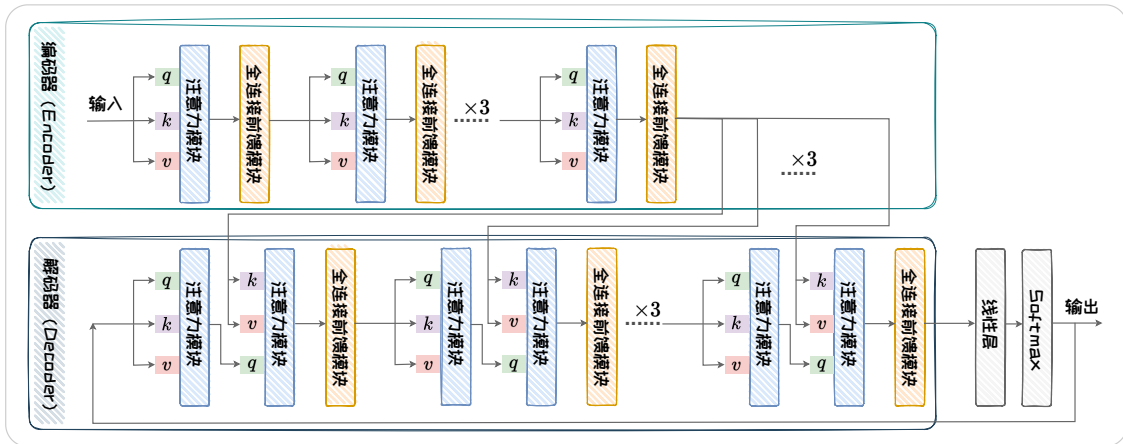 编码器 (Encoder)
输入
q
k
v
注意力模块
全连接前馈模块
q
k
v
注意力模块
全连接前馈模块
×3
q
k
v
注意力模块
全连接前馈模块
×3
解码器 (Decoder)
q
k
v
注意力模块
k
v
q
注意力模块
全连接前馈模块
q
k
v
注意力模块
k
v
q
注意力模块
全连接前馈模块
×3
q
k
v
注意力模块
k
v
q
注意力模块
全连接前馈模块
线性层
Softmax
输出